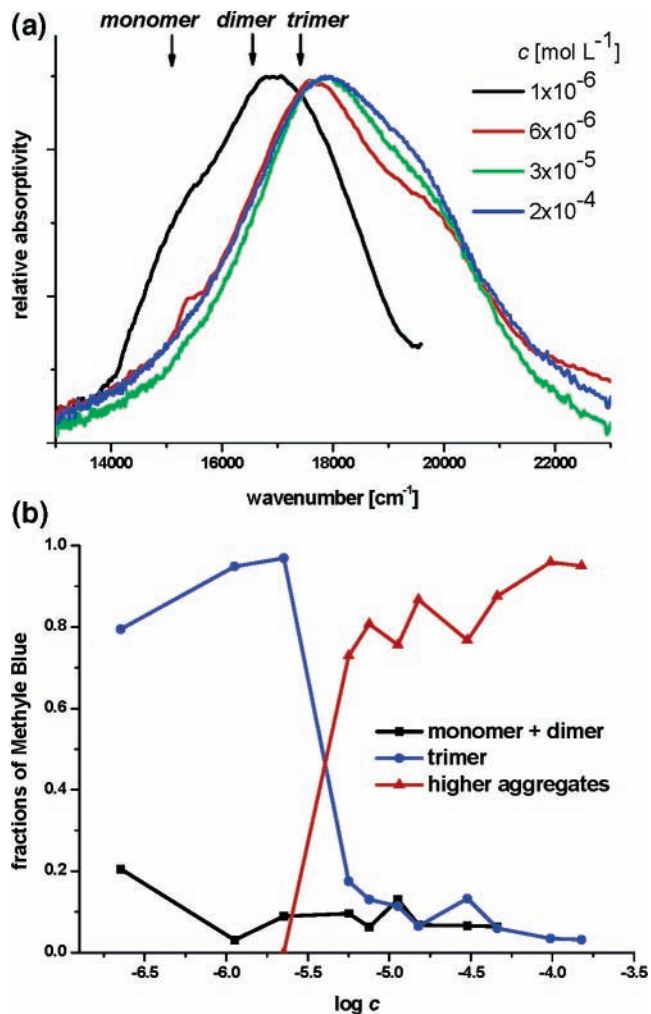 (a)
monomer dimer trimer
c [mol L-1]
1x10-6
6x10-6
3x10-5
2x10-4
relative absorptivity
14000 16000 18000 20000 22000
wavenumber [cm-1]
(b)
1.0
0.8
0.6
0.4
0.2
0.0
fractions of Methyle Blue
monomer + dimer
trimer
higher aggregates
-6.5 -6.0 -5.5 -5.0 -4.5 -4.0 -3.5
log c